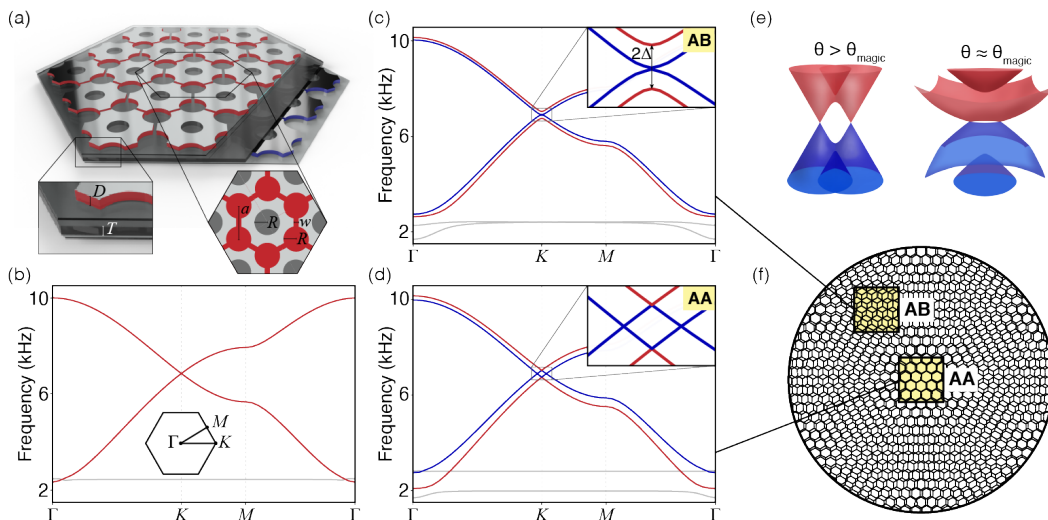 (a)
D
T
a
R
w
R
(b)
Frequency (kHz)
10
6
2
Γ
K
M
Γ
Γ
M
K
(c)
Frequency (kHz)
10
6
2
Γ
K
M
Γ
AB
2Δ
(d)
Frequency (kHz)
10
6
2
Γ
K
M
Γ
AA
(e)
θ > θmagic
θ ≈ θmagic
(f)
AB
AA